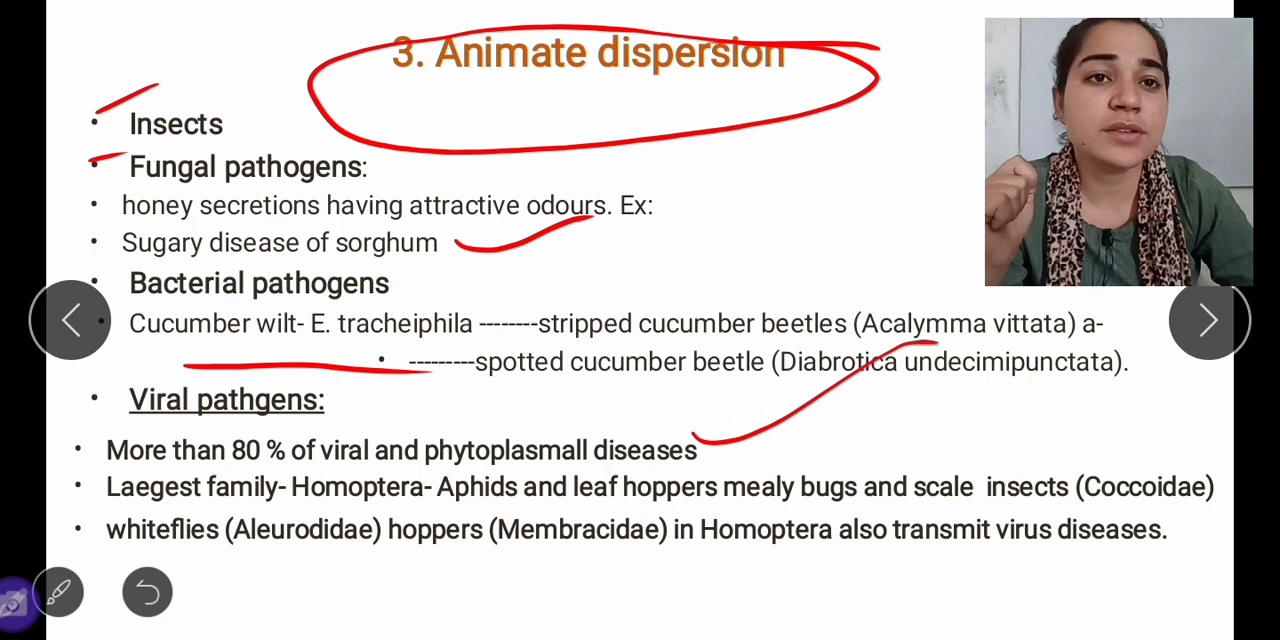 3. Animate dispersion
• Insects
• Fungal pathogens:
• honey secretions having attractive odours. Ex:
• Sugary disease of sorghum
• Bacterial pathogens
• Cucumber wilt- E. tracheiphila --------stripped cucumber beetles (Acalymma vittata) a-
• ---------spotted cucumber beetle (Diabrotica undecimipunctata).
• Viral pathgens:
• More than 80 % of viral and phytoplasmall diseases
• Laegest family- Homoptera- Aphids and leaf hoppers mealy bugs and scale insects (Coccoidae)
• whiteflies (Aleurodidae) hoppers (Membracidae) in Homoptera also transmit virus diseases.